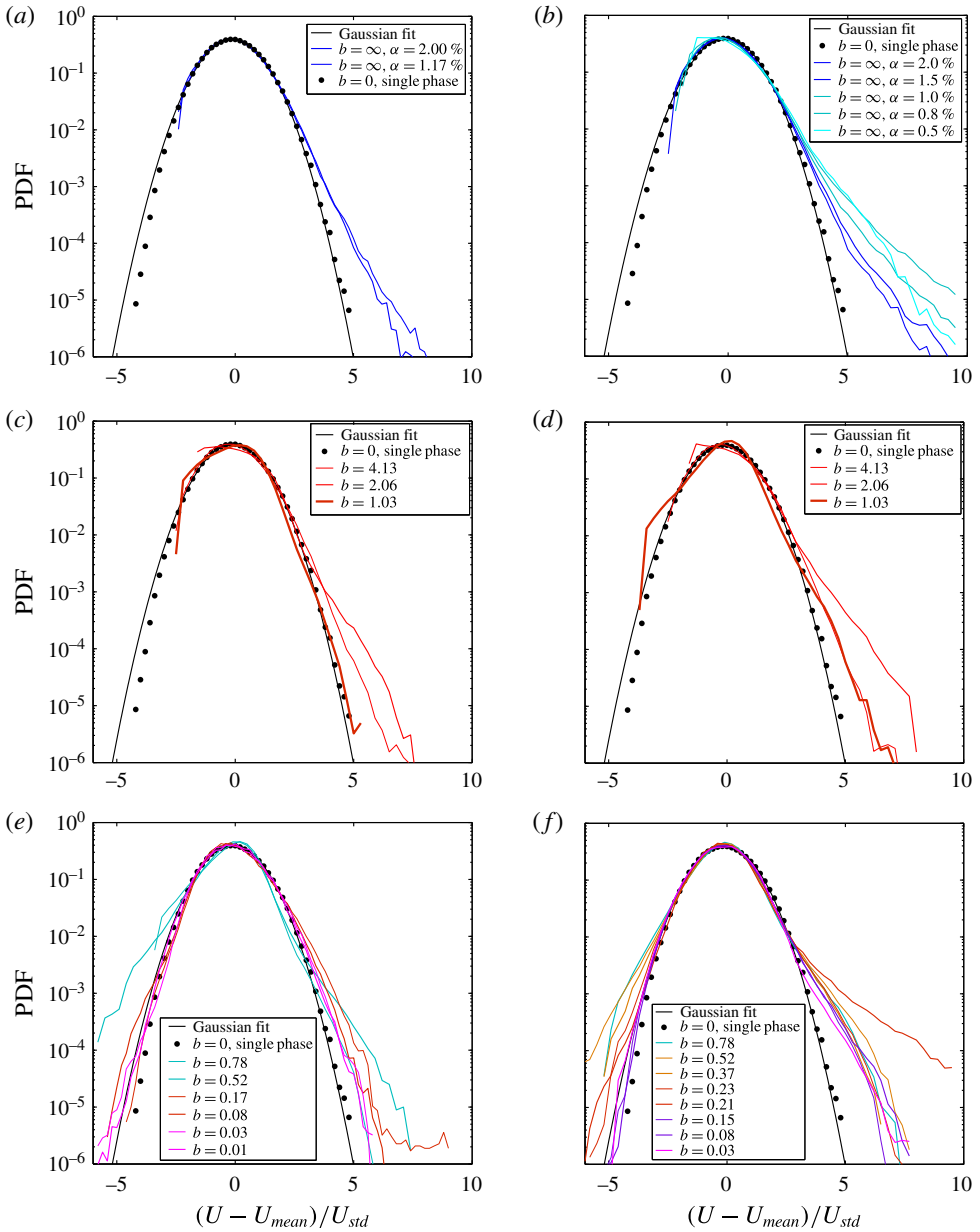 (a)
(b)
PDF
10^0
10^−1
10^−2
10^−3
10^−4
10^−5
10^−6
Gaussian fit
b = ∞, α = 2.00 %
b = ∞, α = 1.17 %
b = 0, single phase
−5
0
5
10
Gaussian fit
b = 0, single phase
b = ∞, α = 2.0 %
b = ∞, α = 1.5 %
b = ∞, α = 1.0 %
b = ∞, α = 0.8 %
b = ∞, α = 0.5 %
−5
0
5
10
(c)
(d)
PDF
10^0
10^−1
10^−2
10^−3
10^−4
10^−5
10^−6
Gaussian fit
b = 0, single phase
b = 4.13
b = 2.06
b = 1.03
−5
0
5
10
Gaussian fit
b = 0, single phase
b = 4.13
b = 2.06
b = 1.03
−5
0
5
10
(e)
(f)
PDF
10^0
10^−1
10^−2
10^−3
10^−4
10^−5
10^−6
Gaussian fit
b = 0, single phase
b = 0.78
b = 0.52
b = 0.17
b = 0.08
b = 0.03
b = 0.01
−5
0
5
10
(U − U_mean)/U_std
Gaussian fit
b = 0, single phase
b = 0.78
b = 0.52
b = 0.37
b = 0.23
b = 0.21
b = 0.15
b = 0.08
b = 0.03
−5
0
5
10
(U − U_mean)/U_std